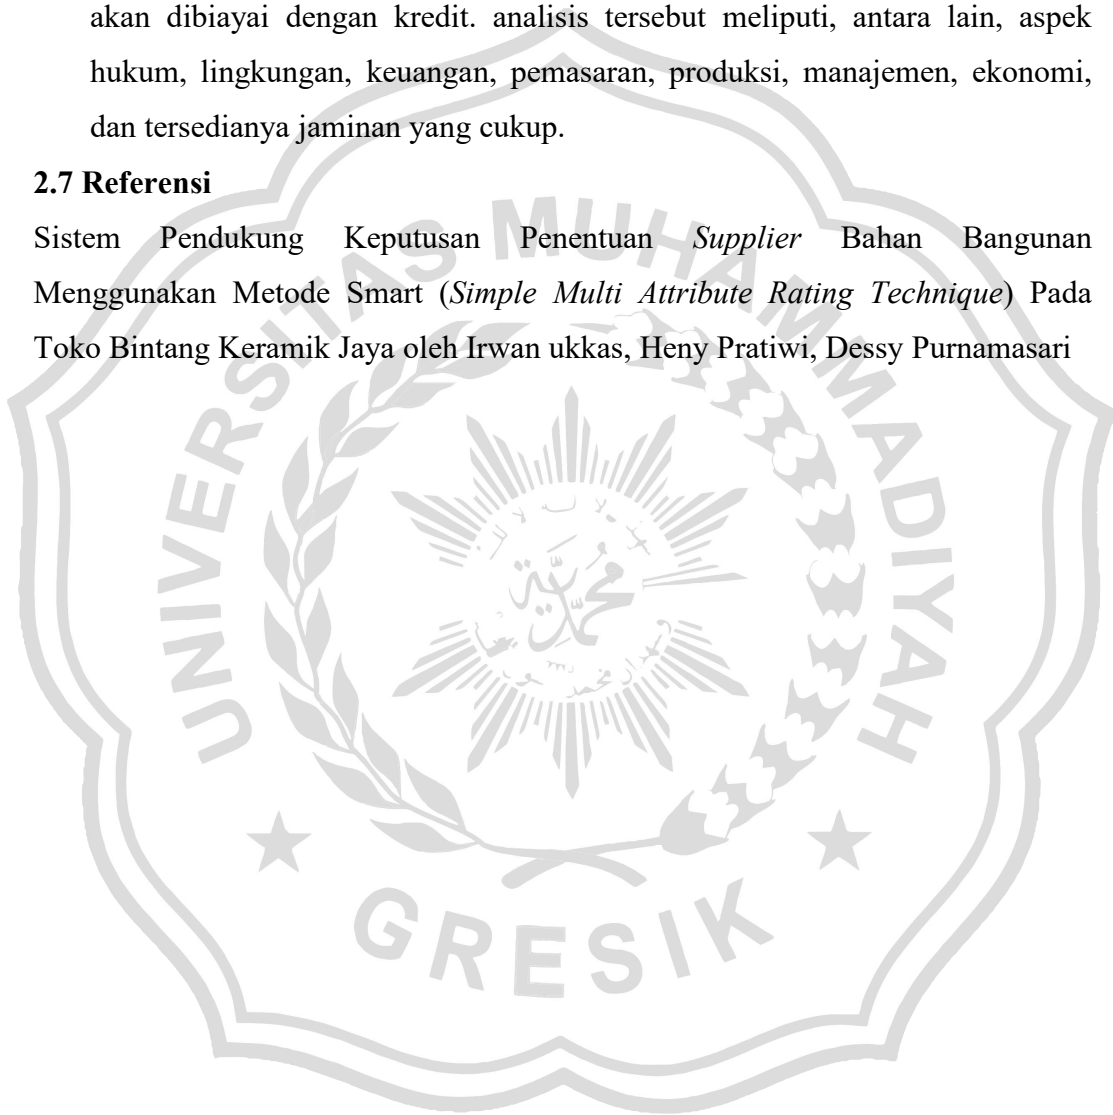 akan dibiayai dengan kredit. analisis tersebut meliputi, antara lain, aspek
hukum, lingkungan, keuangan, pemasaran, produksi, manajemen, ekonomi,
dan tersedianya jaminan yang cukup.
2.7 Referensi
Sistem Pendukung Keputusan Penentuan Supplier Bahan Bangunan
Menggunakan Metode Smart (Simple Multi Attribute Rating Technique) Pada
Toko Bintang Keramik Jaya oleh Irwan ukkas, Heny Pratiwi, Dessy Purnamasari
UNIVERSITAS MUHAMMADIYAH
محمدية
GRESIK